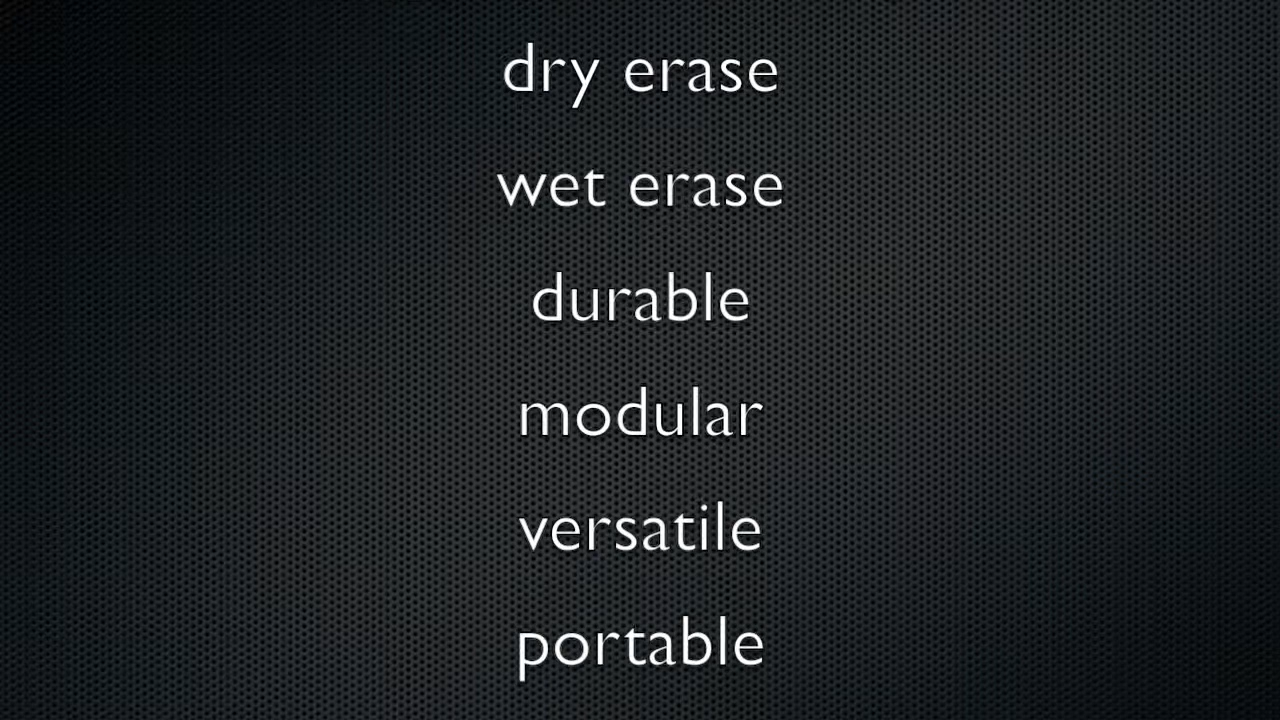 dry erase
wet erase
durable
modular
versatile
portable